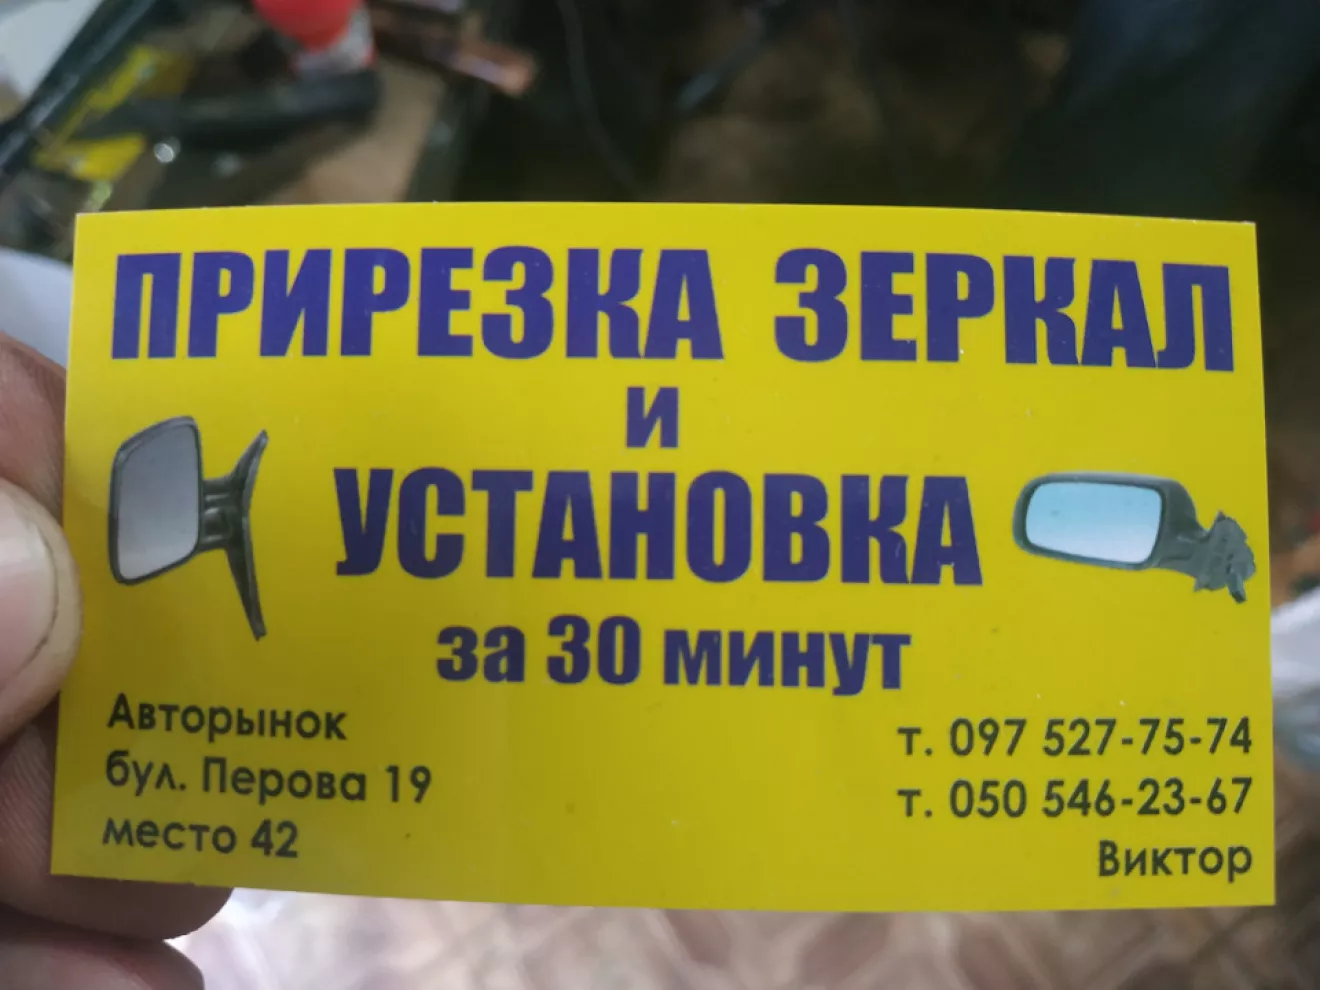 ПРИРЕЗКА ЗЕРКАЛ
и
УСТАНОВКА
за 30 минут
Авторынок
бул. Перова 19
место 42
т. 097 527-75-74
т. 050 546-23-67
Виктор